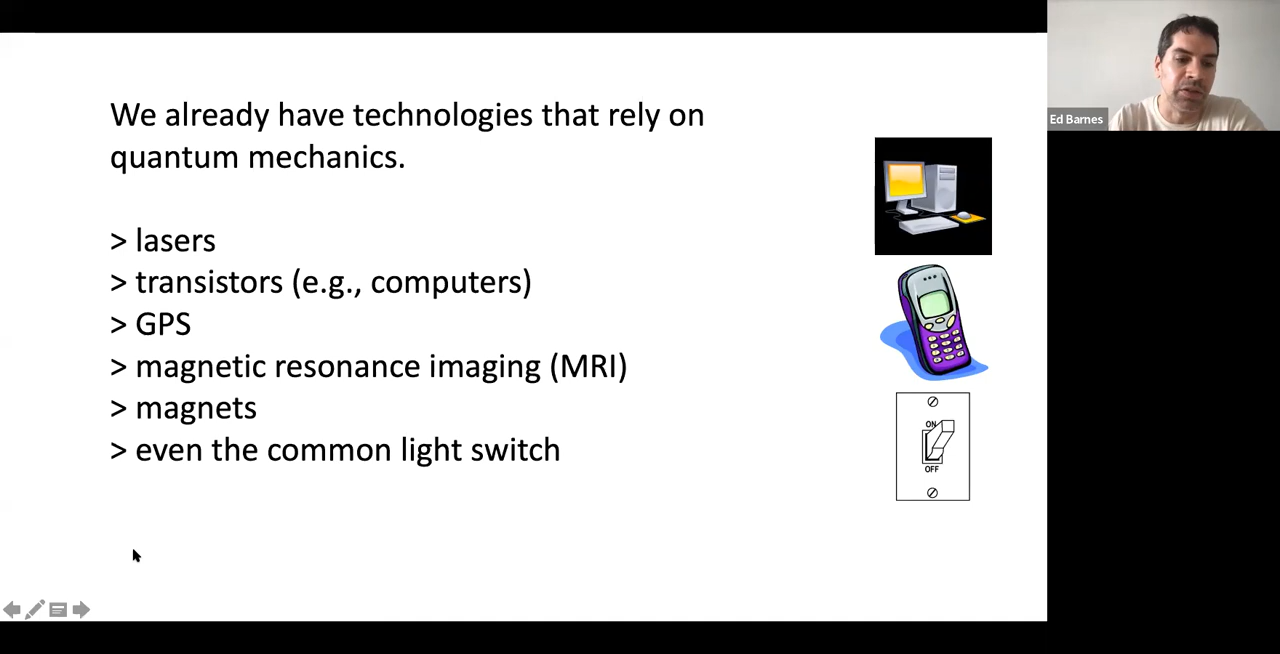 We already have technologies that rely on
quantum mechanics.
> lasers
> transistors (e.g., computers)
> GPS
> magnetic resonance imaging (MRI)
> magnets
> even the common light switch
ON
OFF
Ed Barnes